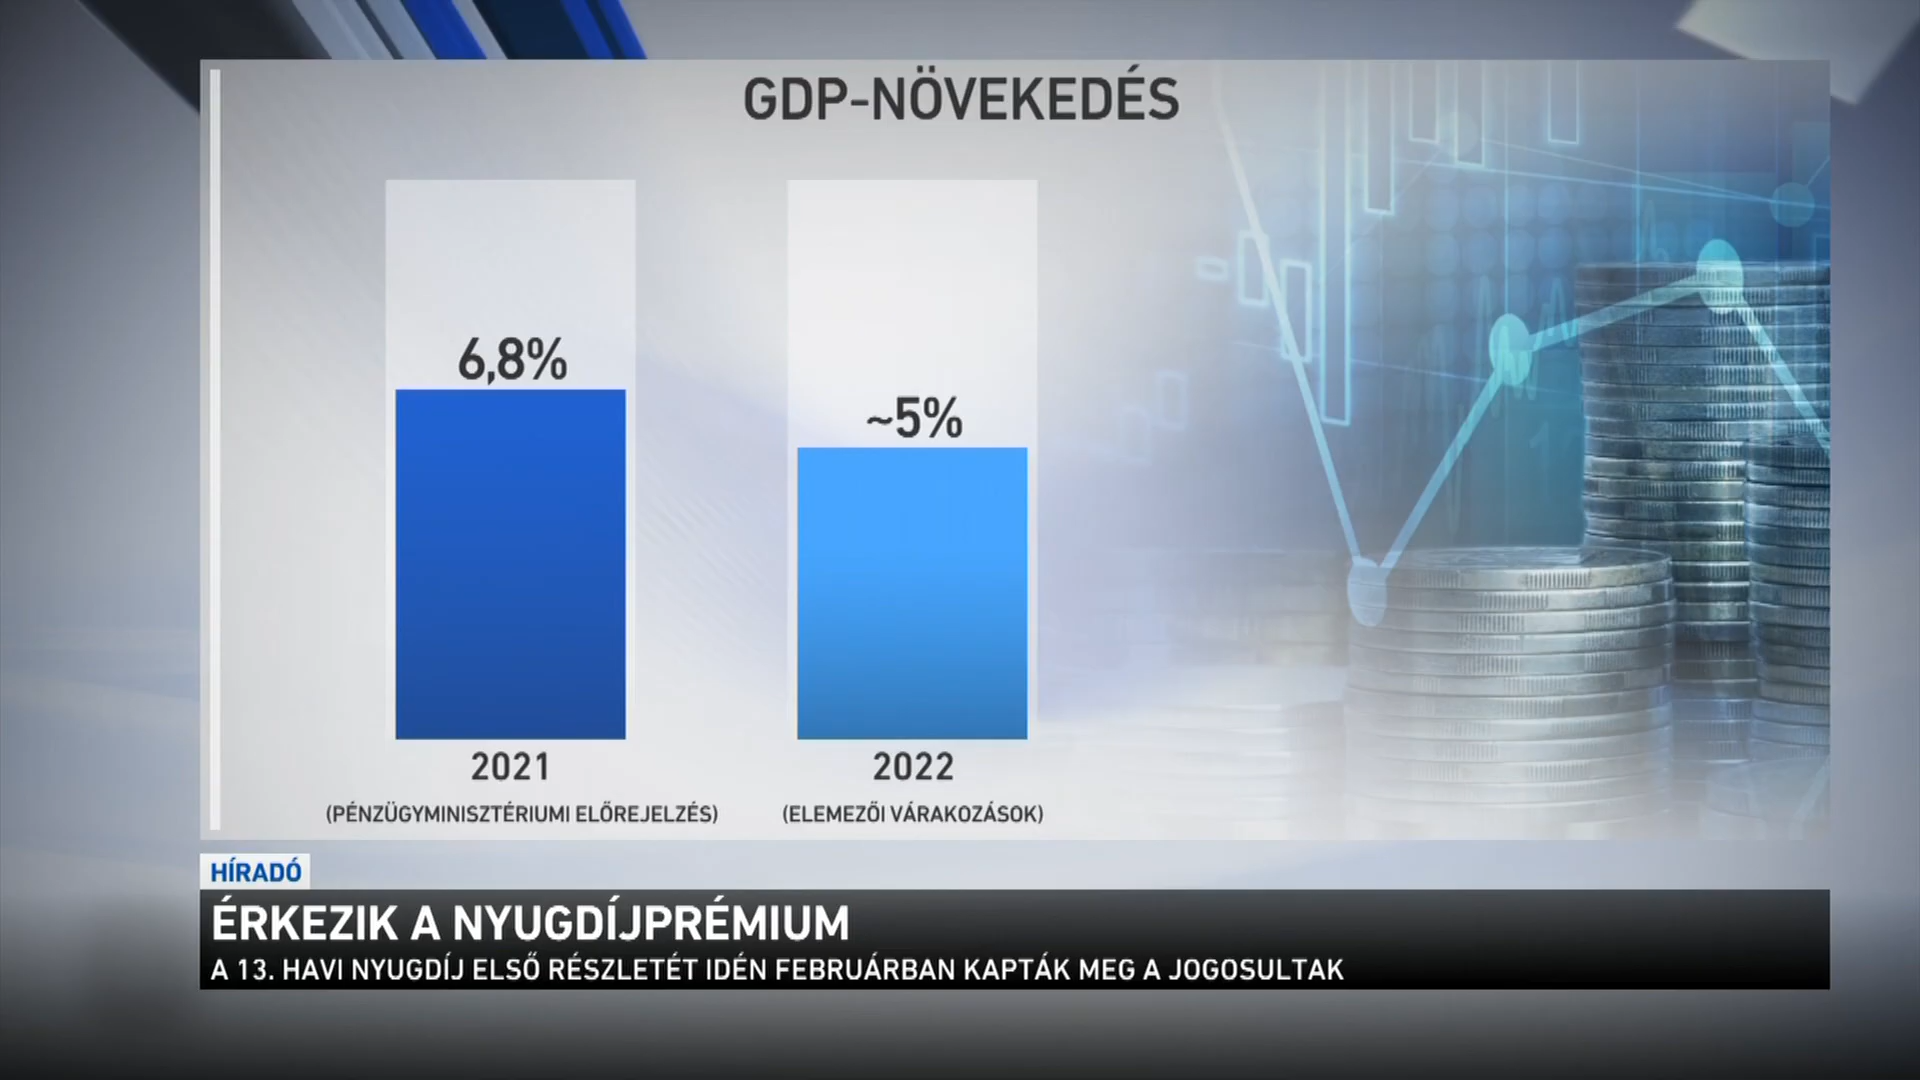 GDP-NÖVEKEDÉS
6,8%
~5%
2021
2022
(PÉNZÜGYMINISZTÉRIUMI ELŐREJELZÉS)
(ELEMEZŐI VÁRAKOZÁSOK)
HÍRADÓ
ÉRKEZIK A NYUGDÍJPRÉMIUM
A 13. HAVI NYUGDÍJ ELSŐ RÉSZLETÉT IDÉN FEBRUÁRBAN KAPTÁK MEG A JOGOSULTAK